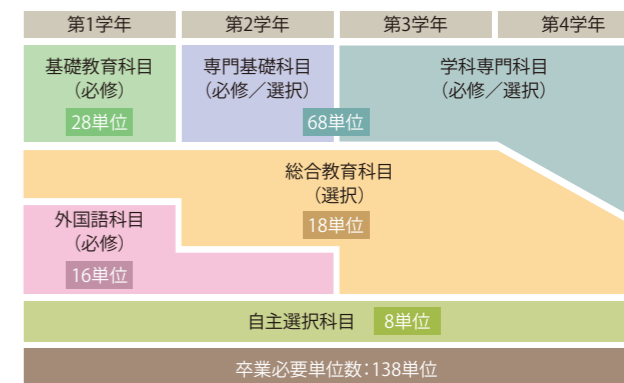 第1学年
第2学年
第3学年
第4学年
基礎教育科目
(必修)
28単位
専門基礎科目
(必修／選択)
学科専門科目
(必修／選択)
68単位
総合教育科目
(選択)
18単位
外国語科目
(必修)
16単位
自主選択科目 8単位
卒業必要単位数：138単位